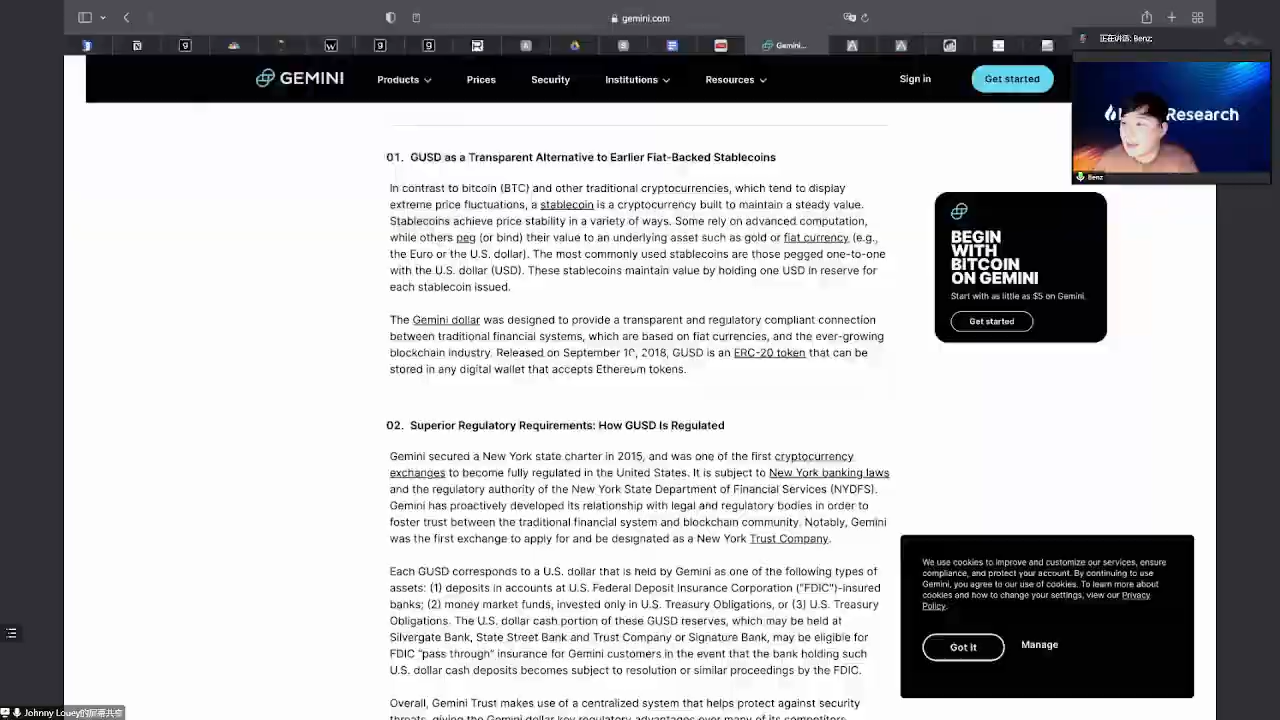 gemini.com
Gemini...
正在讲话: Benz;
GEMINI
Products
Prices
Security
Institutions
Resources
Sign in
Get started
Research
Benz
01. GUSD as a Transparent Alternative to Earlier Fiat-Backed Stablecoins
In contrast to bitcoin (BTC) and other traditional cryptocurrencies, which tend to display
extreme price fluctuations, a stablecoin is a cryptocurrency built to maintain a steady value.
Stablecoins achieve price stability in a variety of ways. Some rely on advanced computation,
while others peg (or bind) their value to an underlying asset such as gold or fiat currency (e.g.,
the Euro or the U.S. dollar). The most commonly used stablecoins are those pegged one-to-one
with the U.S. dollar (USD). These stablecoins maintain value by holding one USD in reserve for
each stablecoin issued.
The Gemini dollar was designed to provide a transparent and regulatory compliant connection
between traditional financial systems, which are based on fiat currencies, and the ever-growing
blockchain industry. Released on September 10, 2018, GUSD is an ERC-20 token that can be
stored in any digital wallet that accepts Ethereum tokens.
BEGIN
WITH
BITCOIN
ON GEMINI
Start with as little as $5 on Gemini.
Get started
02. Superior Regulatory Requirements: How GUSD Is Regulated
Gemini secured a New York state charter in 2015, and was one of the first cryptocurrency
exchanges to become fully regulated in the United States. It is subject to New York banking laws
and the regulatory authority of the New York State Department of Financial Services (NYDFS).
Gemini has proactively developed its relationship with legal and regulatory bodies in order to
foster trust between the traditional financial system and blockchain community. Notably, Gemini
was the first exchange to apply for and be designated as a New York Trust Company.
Each GUSD corresponds to a U.S. dollar that is held by Gemini as one of the following types of
assets: (1) deposits in accounts at U.S. Federal Deposit Insurance Corporation ("FDIC")-insured
banks; (2) money market funds, invested only in U.S. Treasury Obligations, or (3) U.S. Treasury
Obligations. The U.S. dollar cash portion of these GUSD reserves, which may be held at
Silvergate Bank, State Street Bank and Trust Company or Signature Bank, may be eligible for
FDIC "pass through" insurance for Gemini customers in the event that the bank holding such
U.S. dollar cash deposits becomes subject to resolution or similar proceedings by the FDIC.
Overall, Gemini Trust makes use of a centralized system that helps protect against security
threats, giving the Gemini dollar key regulatory advantages over many of its competitors.
We use cookies to improve and customize our services, ensure
compliance, and protect your account. By continuing to use
Gemini, you agree to our use of cookies. To learn more about
cookies and how to change your settings, view our Privacy
Policy.
Got it
Manage
Johnny Louey的屏幕共享